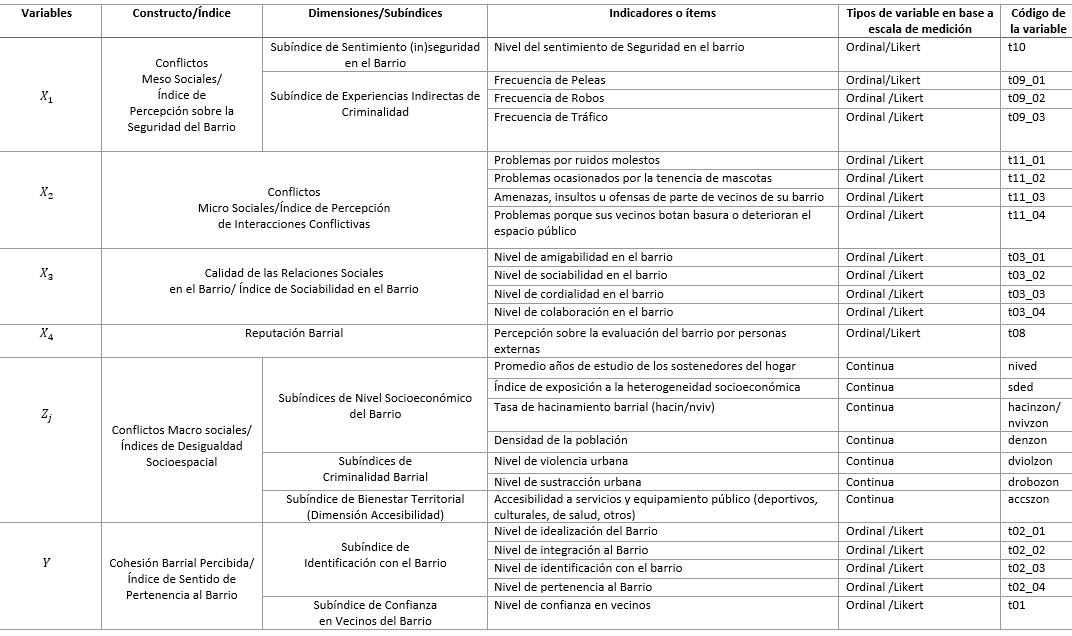 Variables Constructo/Índice Dimensiones/Subíndices Indicadores o ítems Tipos de variable en base a escala de medición Código de la variable
X1
Conflictos
Meso Sociales/
Índice de
Percepción sobre la
Seguridad del Barrio
Subíndice de Sentimiento (in)seguridad
en el Barrio
Nivel del sentimiento de Seguridad en el barrio Ordinal/Likert t10
Subíndice de Experiencias Indirectas de
Criminalidad
Frecuencia de Peleas Ordinal /Likert t09_01
Frecuencia de Robos Ordinal /Likert t09_02
Frecuencia de Tráfico Ordinal /Likert t09_03
X2
Conflictos
Micro Sociales/Índice de Percepción
de Interacciones Conflictivas
Problemas por ruidos molestos Ordinal /Likert t11_01
Problemas ocasionados por la tenencia de mascotas Ordinal /Likert t11_02
Amenazas, insultos u ofensas de parte de vecinos de su barrio Ordinal /Likert t11_03
Problemas porque sus vecinos botan basura o deterioran el Ordinal /Likert t11_04
espacio público
X3
Calidad de las Relaciones Sociales
en el Barrio/ Índice de Sociabilidad en el Barrio
Nivel de amigabilidad en el barrio Ordinal /Likert t03_01
Nivel de sociabilidad en el barrio Ordinal /Likert t03_02
Nivel de cordialidad en el barrio Ordinal /Likert t03_03
Nivel de colaboración en el barrio Ordinal /Likert t03_04
X4 Reputación Barrial Percepción sobre la evaluación del barrio por personas Ordinal/Likert t08
externas
Zj
Conflictos Macro sociales/
Índices de Desigualdad
Socioespacial
Subíndices de Nivel Socioeconómico
del Barrio
Promedio años de estudio de los sostenedores del hogar Continua nived
Índice de exposición a la heterogeneidad socioeconómica Continua sded
Tasa de hacinamiento barrial (hacin/nviv) Continua hacinzon/
nvivzon
Densidad de la población Continua denzon
Subíndices de
Criminalidad Barrial
Nivel de violencia urbana Continua dviolzon
Nivel de sustracción urbana Continua drobozon
Subíndice de Bienestar Territorial
(Dimensión Accesibilidad)
Accesibilidad a servicios y equipamiento público (deportivos, Continua accszon
culturales, de salud, otros)
Y
Cohesión Barrial Percibida/
Índice de Sentido de
Pertenencia al Barrio
Subíndice de
Identificación con el Barrio
Nivel de idealización del Barrio Ordinal /Likert t02_01
Nivel de integración al Barrio Ordinal /Likert t02_02
Nivel de identificación con el barrio Ordinal /Likert t02_03
Nivel de pertenencia al Barrio Ordinal /Likert t02_04
Subíndice de Confianza
en Vecinos del Barrio
Nivel de confianza en vecinos Ordinal /Likert t01